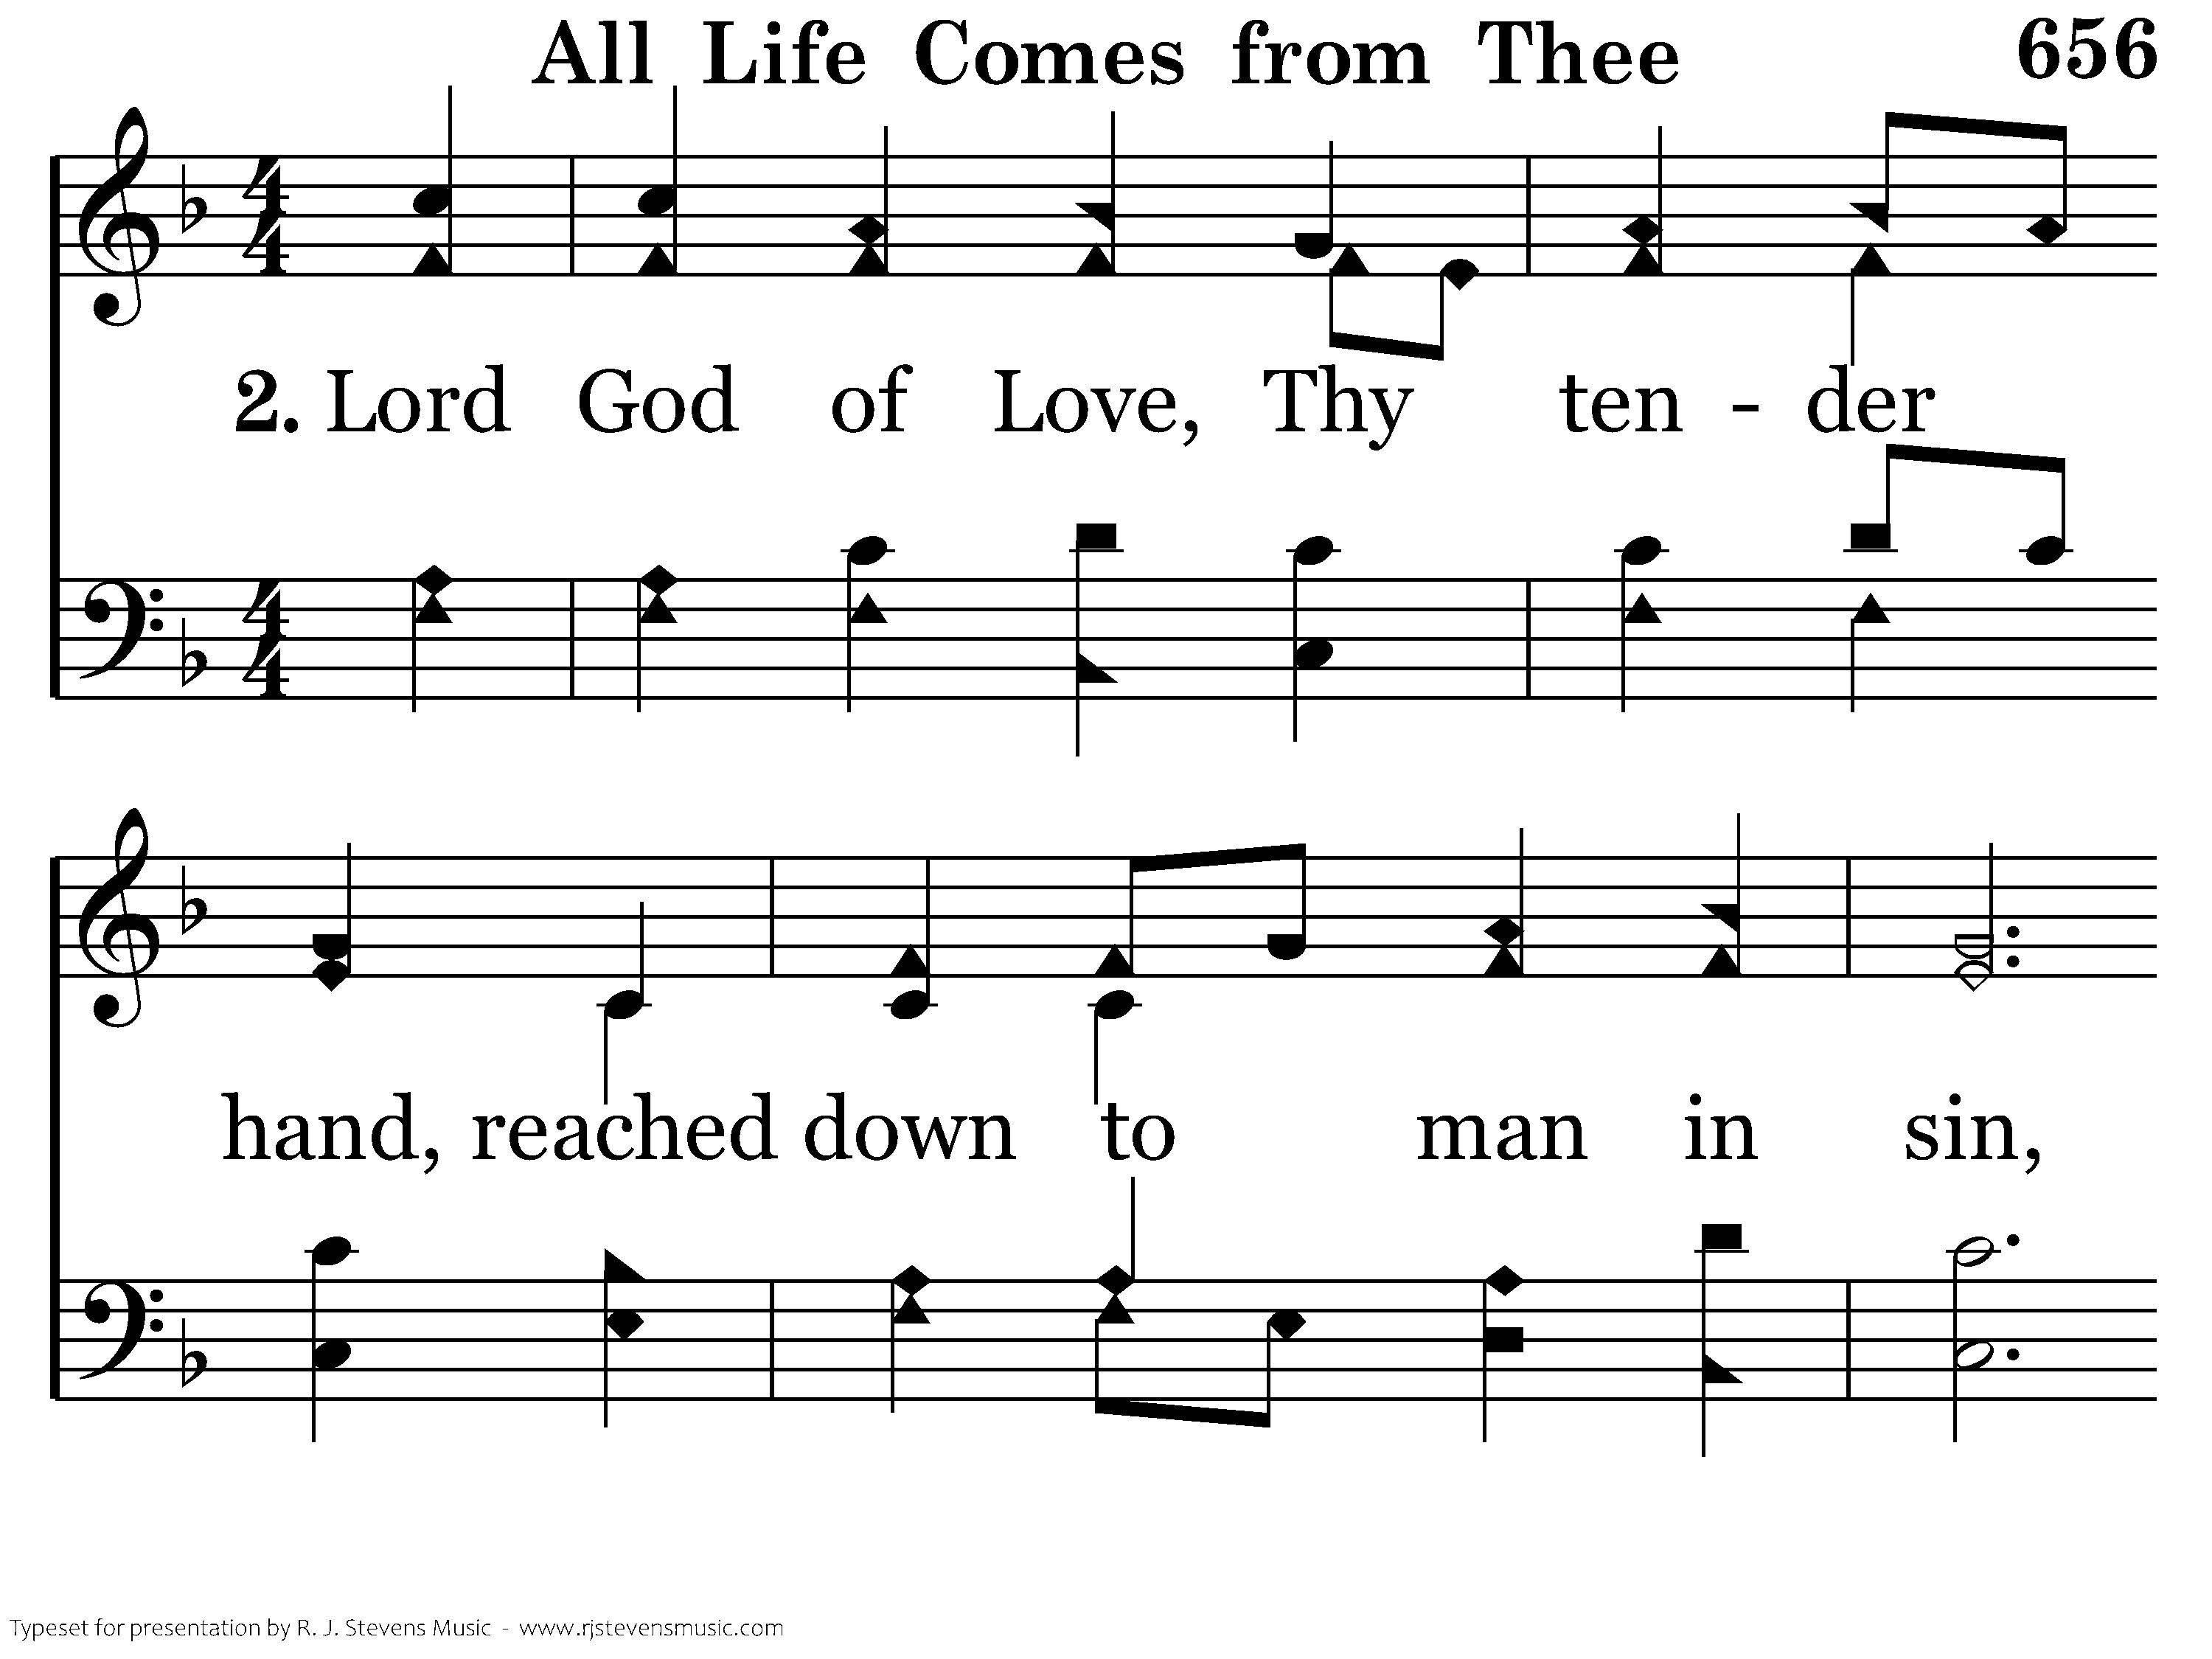 All Life Comes from Thee 656
2. Lord God of Love, Thy ten - der
hand, reached down to man in sin,
Typeset for presentation by R. J. Stevens Music - www.rjstevensmusic.com